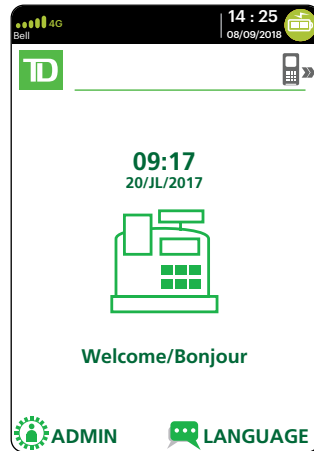 4G
Bell
14 : 25
08/09/2018
TD
09:17
20/JL/2017
Welcome/Bonjour
ADMIN
LANGUAGE